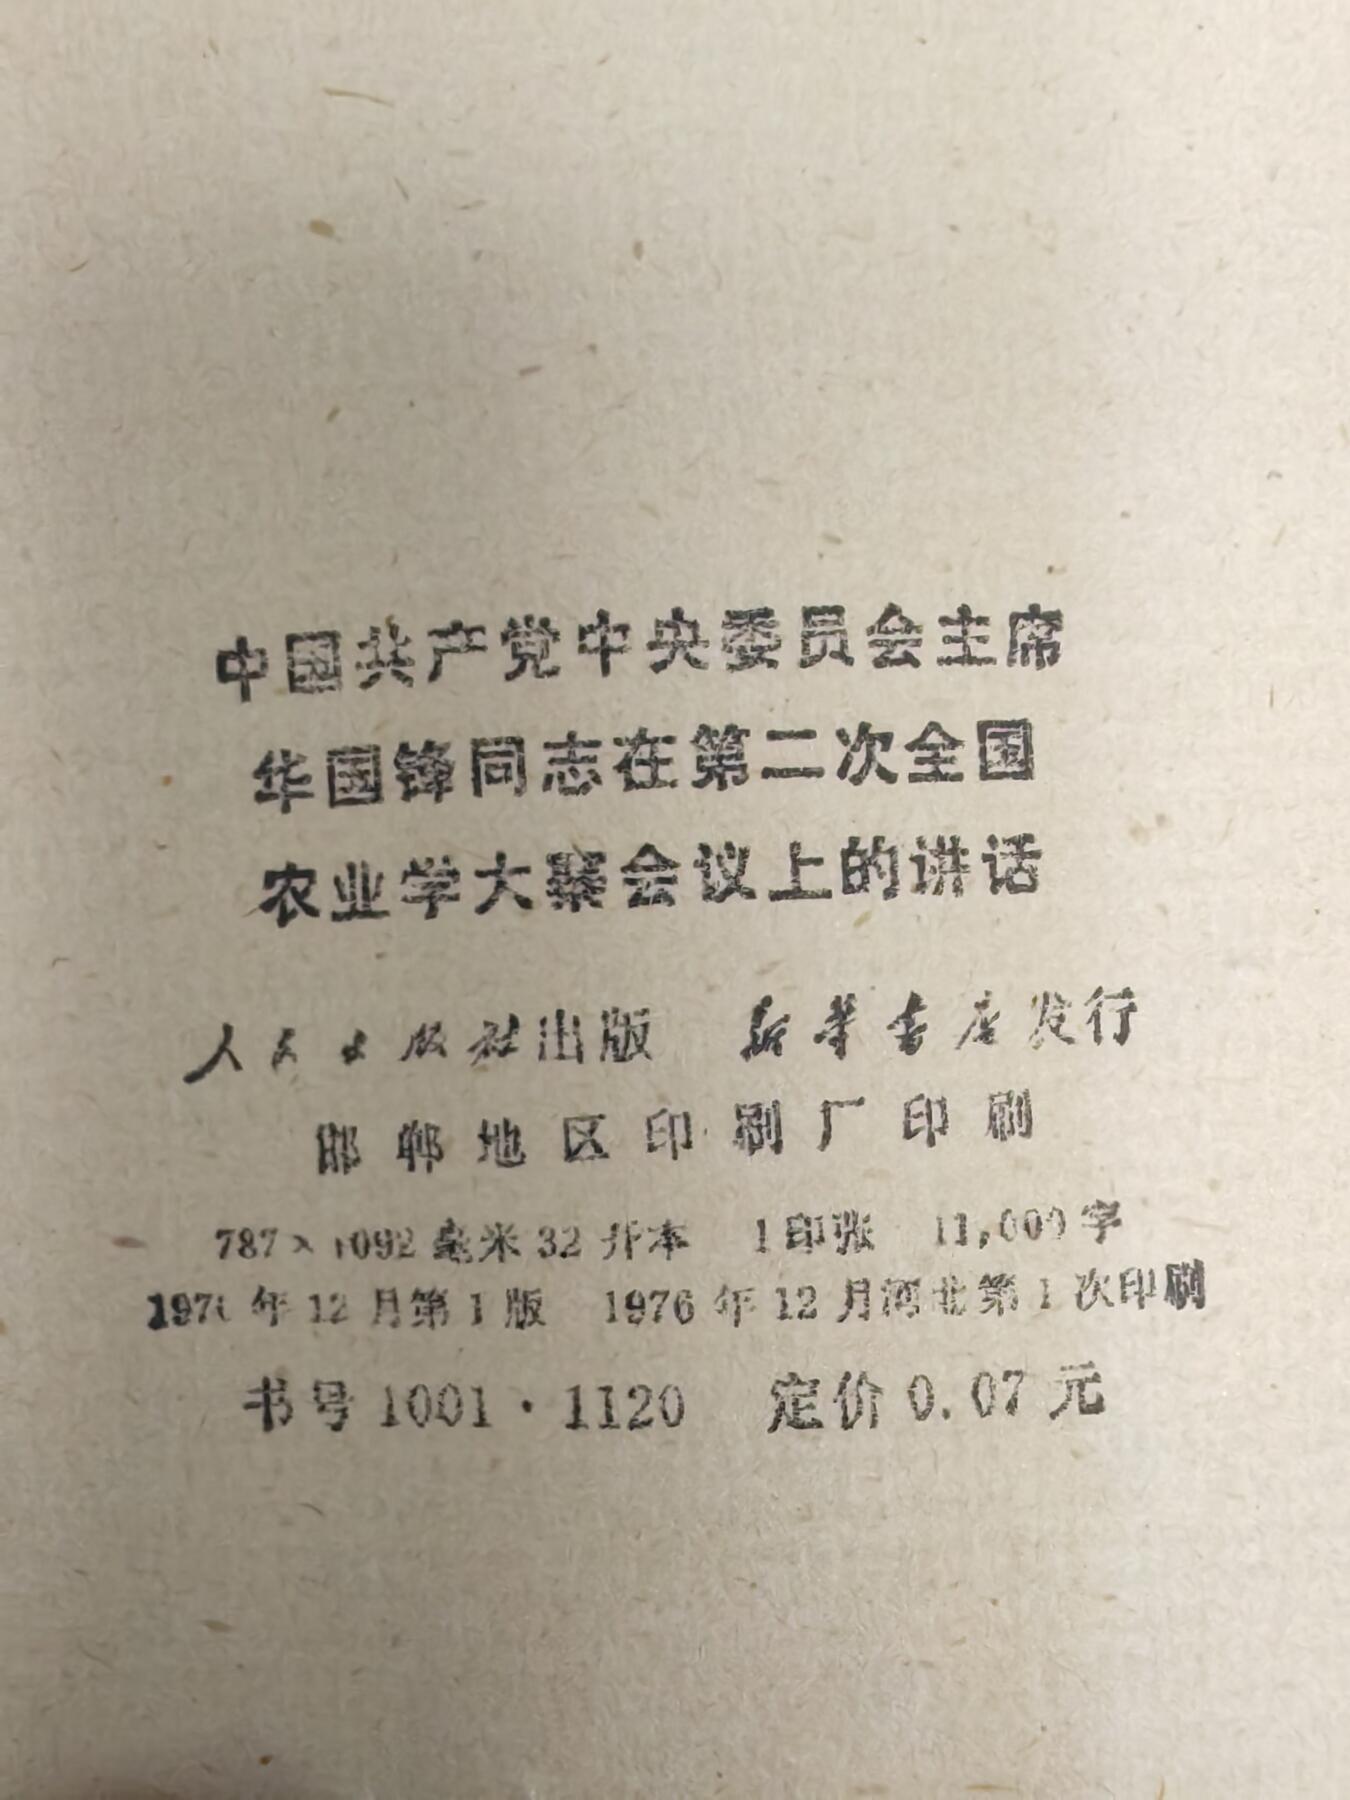 中国共产党中央委员会主席
华国锋同志在第二次全国
农业学大寨会议上的讲话
人民出版社出版 新华书店发行
邯郸地区印刷厂印刷
787×1092毫米32开本 1印张 11,000字
1976年12月第1版 1976年12月河北第1次印刷
书号1001·1120 定价0.07元